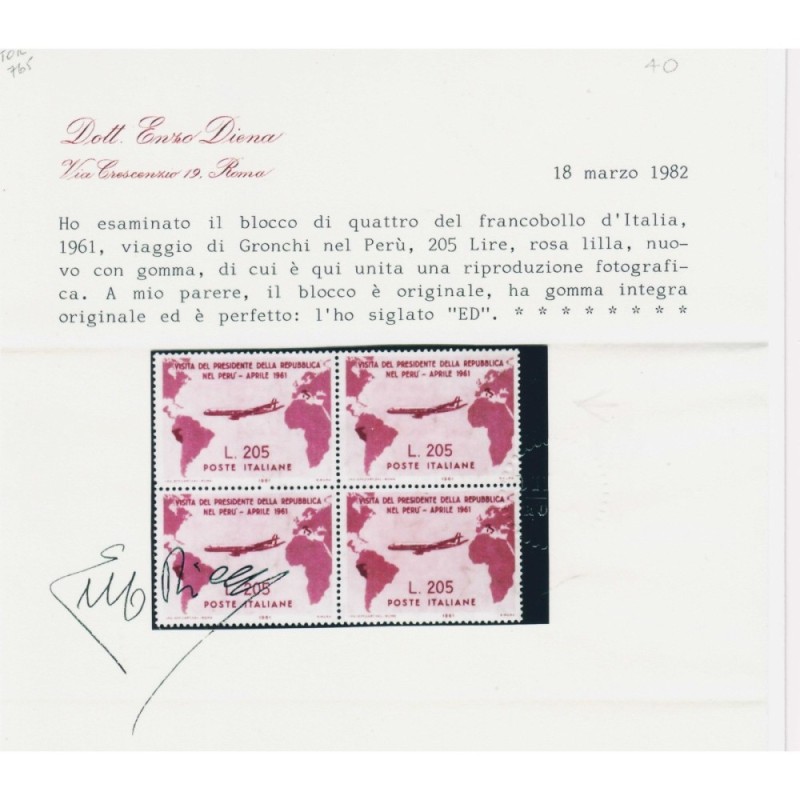 TOR
765
40
Dott. Enzo Diena
Via Crescenzio 19, Roma
18 marzo 1982
Ho esaminato il blocco di quattro del francobollo d'Italia,
1961, viaggio di Gronchi nel Perù, 205 Lire, rosa lilla, nuo-
vo con gomma, di cui è qui unita una riproduzione fotografi-
ca. A mio parere, il blocco è originale, ha gomma integra
originale ed è perfetto: l'ho siglato "ED". * * * * * * * *
VISITA DEL PRESIDENTE DELLA REPUBBLICA
NEL PERU' - APRILE 1961
L. 205
POSTE ITALIANE
1961
VISITA DEL PRESIDENTE DELLA REPUBBLICA
NEL PERU' - APRILE 1961
L. 205
POSTE ITALIANE
1961
VISITA DEL PRESIDENTE DELLA REPUBBLICA
NEL PERU' - APRILE 1961
L. 205
POSTE ITALIANE
1961
VISITA DEL PRESIDENTE DELLA REPUBBLICA
NEL PERU' - APRILE 1961
L. 205
POSTE ITALIANE
1961